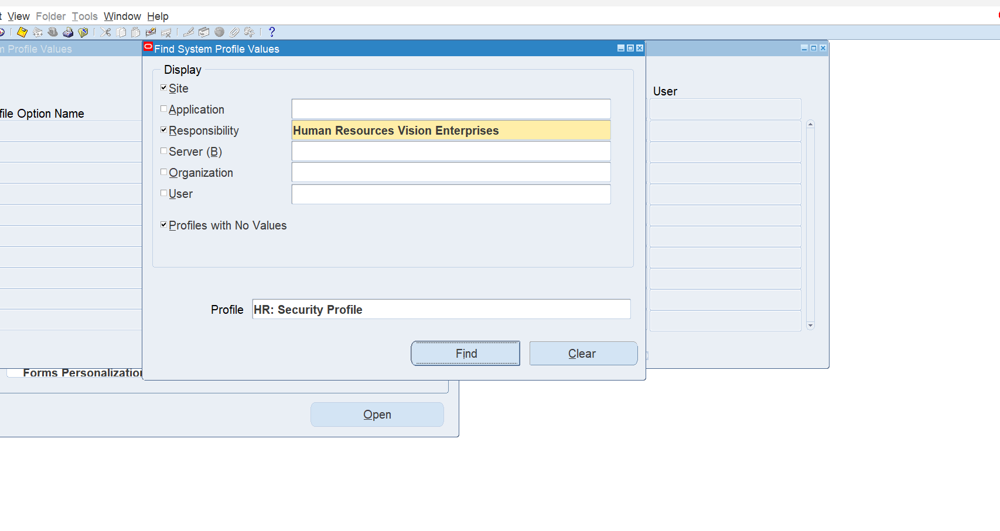 t View Folder Tools Window Help
?
m Profile Values
Find System Profile Values
Display
Site
Application
Responsibility Human Resources Vision Enterprises
Server (B)
Organization
User
Profiles with No Values
Profile HR: Security Profile
Find Clear
User
file Option Name
Forms Personalization
Open